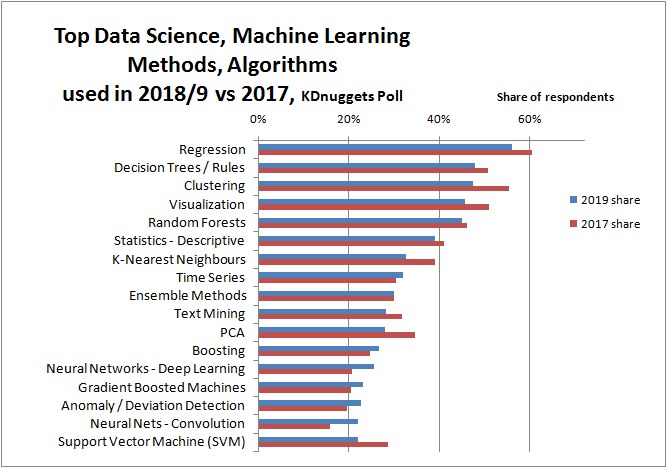 Top Data Science, Machine Learning
Methods, Algorithms
used in 2018/9 vs 2017, KDnuggets Poll
Share of respondents
0% 20% 40% 60%
Regression
Decision Trees / Rules
Clustering
Visualization
Random Forests
Statistics - Descriptive
K-Nearest Neighbours
Time Series
Ensemble Methods
Text Mining
PCA
Boosting
Neural Networks - Deep Learning
Gradient Boosted Machines
Anomaly / Deviation Detection
Neural Nets - Convolution
Support Vector Machine (SVM)
2019 share
2017 share